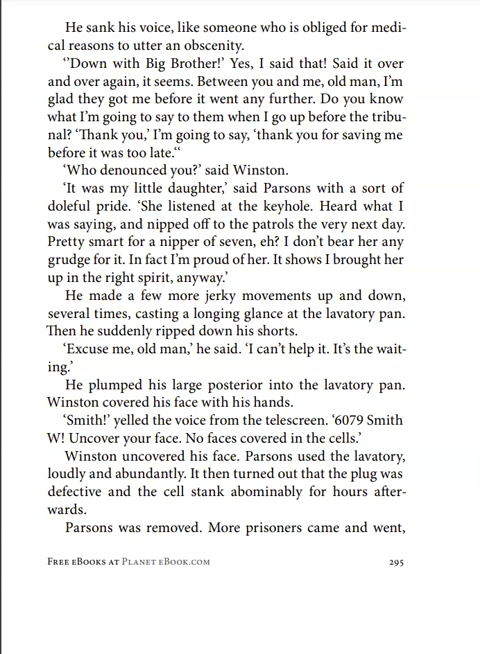 He sank his voice, like someone who is obliged for medi-
cal reasons to utter an obscenity.
‘'Down with Big Brother!' Yes, I said that! Said it over
and over again, it seems. Between you and me, old man, I'm
glad they got me before it went any further. Do you know
what I'm going to say to them when I go up before the tribu-
nal? ‘Thank you,’ I'm going to say, ‘thank you for saving me
before it was too late.‘‘
‘Who denounced you?’ said Winston.
‘It was my little daughter,’ said Parsons with a sort of
doleful pride. ‘She listened at the keyhole. Heard what I
was saying, and nipped off to the patrols the very next day.
Pretty smart for a nipper of seven, eh? I don't bear her any
grudge for it. In fact I'm proud of her. It shows I brought her
up in the right spirit, anyway.’
He made a few more jerky movements up and down,
several times, casting a longing glance at the lavatory pan.
Then he suddenly ripped down his shorts.
‘Excuse me, old man,’ he said. ‘I can't help it. It's the wait-
ing.’
He plumped his large posterior into the lavatory pan.
Winston covered his face with his hands.
‘Smith!’ yelled the voice from the telescreen. ‘6079 Smith
W! Uncover your face. No faces covered in the cells.’
Winston uncovered his face. Parsons used the lavatory,
loudly and abundantly. It then turned out that the plug was
defective and the cell stank abominably for hours after-
wards.
Parsons was removed. More prisoners came and went,
Free eBooks at Planet eBook.com 295